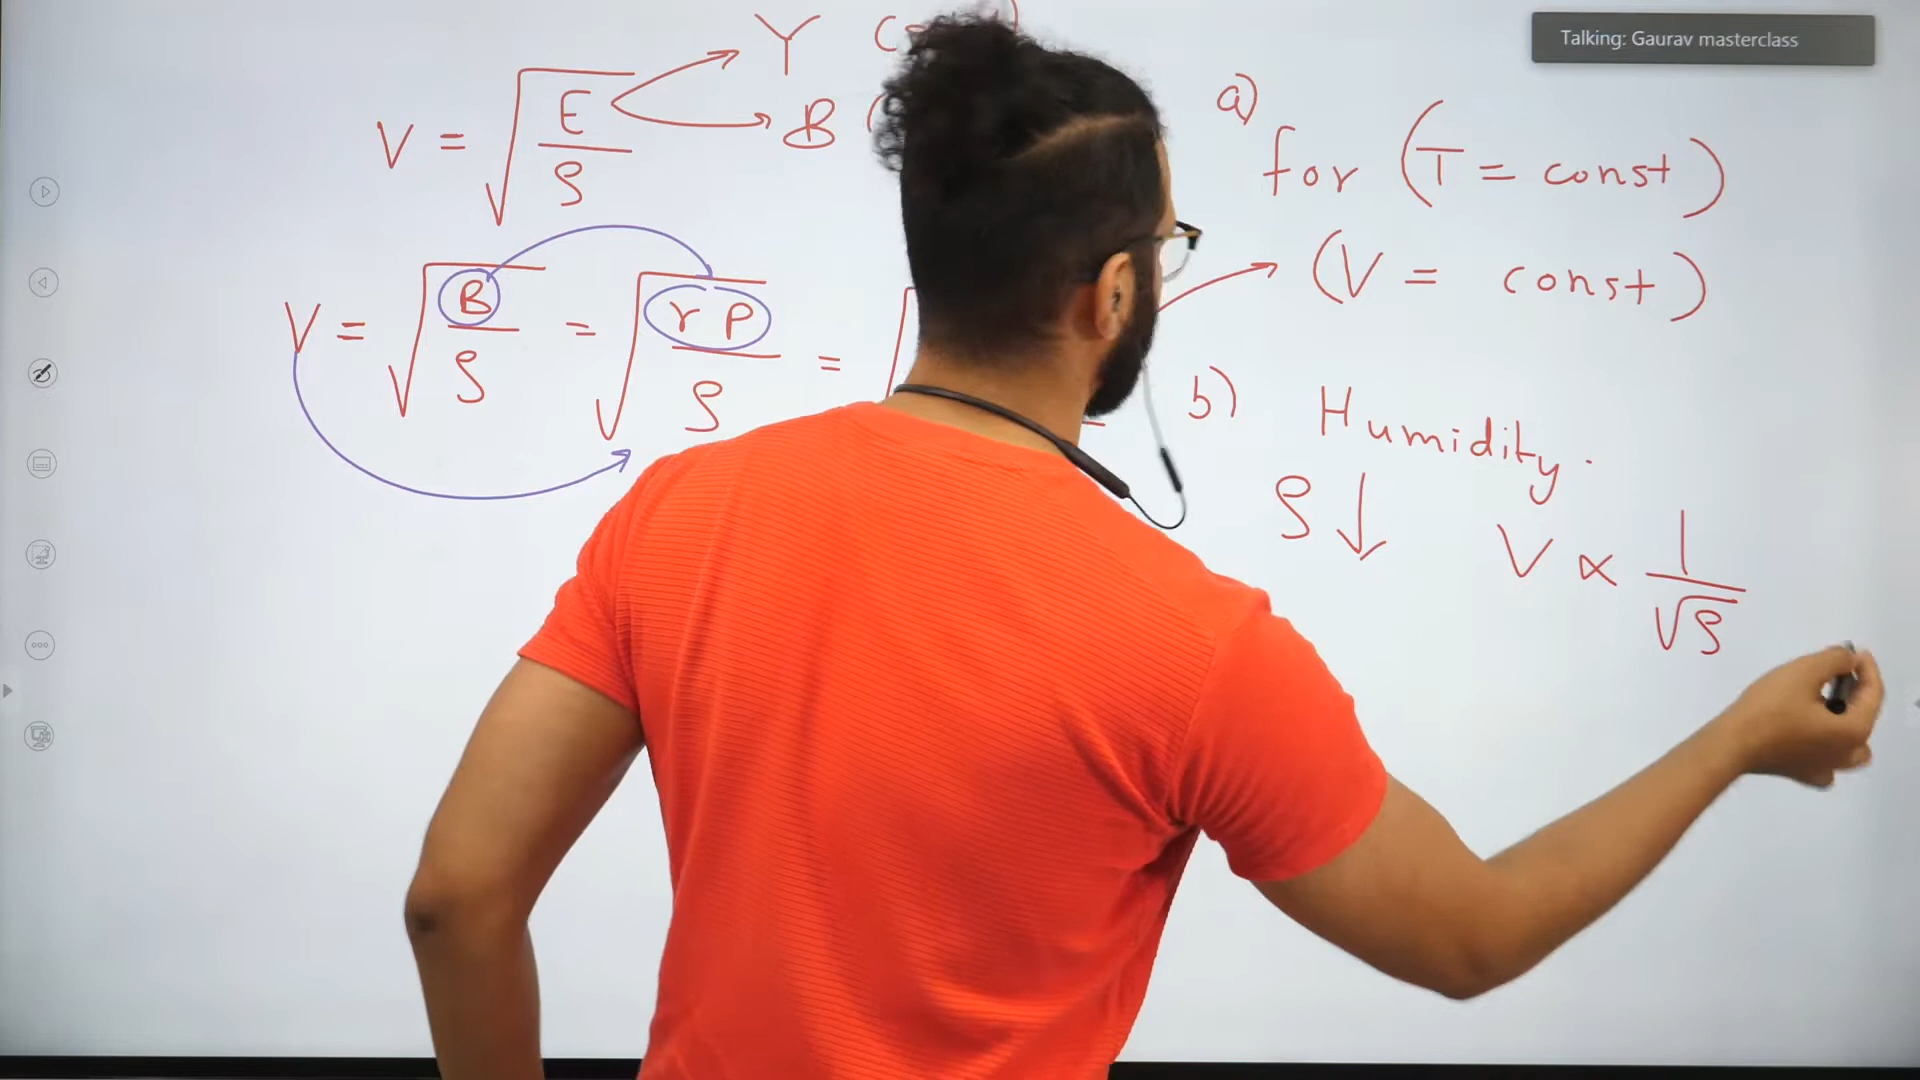 Talking: Gaurav masterclass
Y
V = √(E/ρ)
B
V = √(B/ρ) = √(γP/ρ) =
a)
for (T = const)
(V = const)
b) Humidity.
ρ ↓ V ∝ 1/√ρ